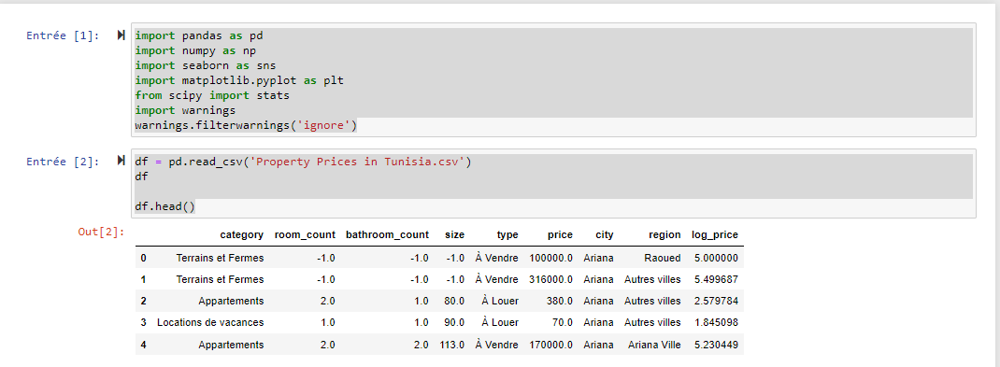 Entrée [1]: import pandas as pd
import numpy as np
import seaborn as sns
import matplotlib.pyplot as plt
from scipy import stats
import warnings
warnings.filterwarnings('ignore')
Entrée [2]: df = pd.read_csv('Property Prices in Tunisia.csv')
df
df.head()
Out[2]:
category room_count bathroom_count size type price city region log_price
0 Terrains et Fermes -1.0 -1.0 -1.0 À Vendre 100000.0 Ariana Raoued 5.000000
1 Terrains et Fermes -1.0 -1.0 -1.0 À Vendre 316000.0 Ariana Autres villes 5.499687
2 Appartements 2.0 1.0 80.0 À Louer 380.0 Ariana Autres villes 2.579784
3 Locations de vacances 1.0 1.0 90.0 À Louer 70.0 Ariana Autres villes 1.845098
4 Appartements 2.0 2.0 113.0 À Vendre 170000.0 Ariana Ariana Ville 5.230449